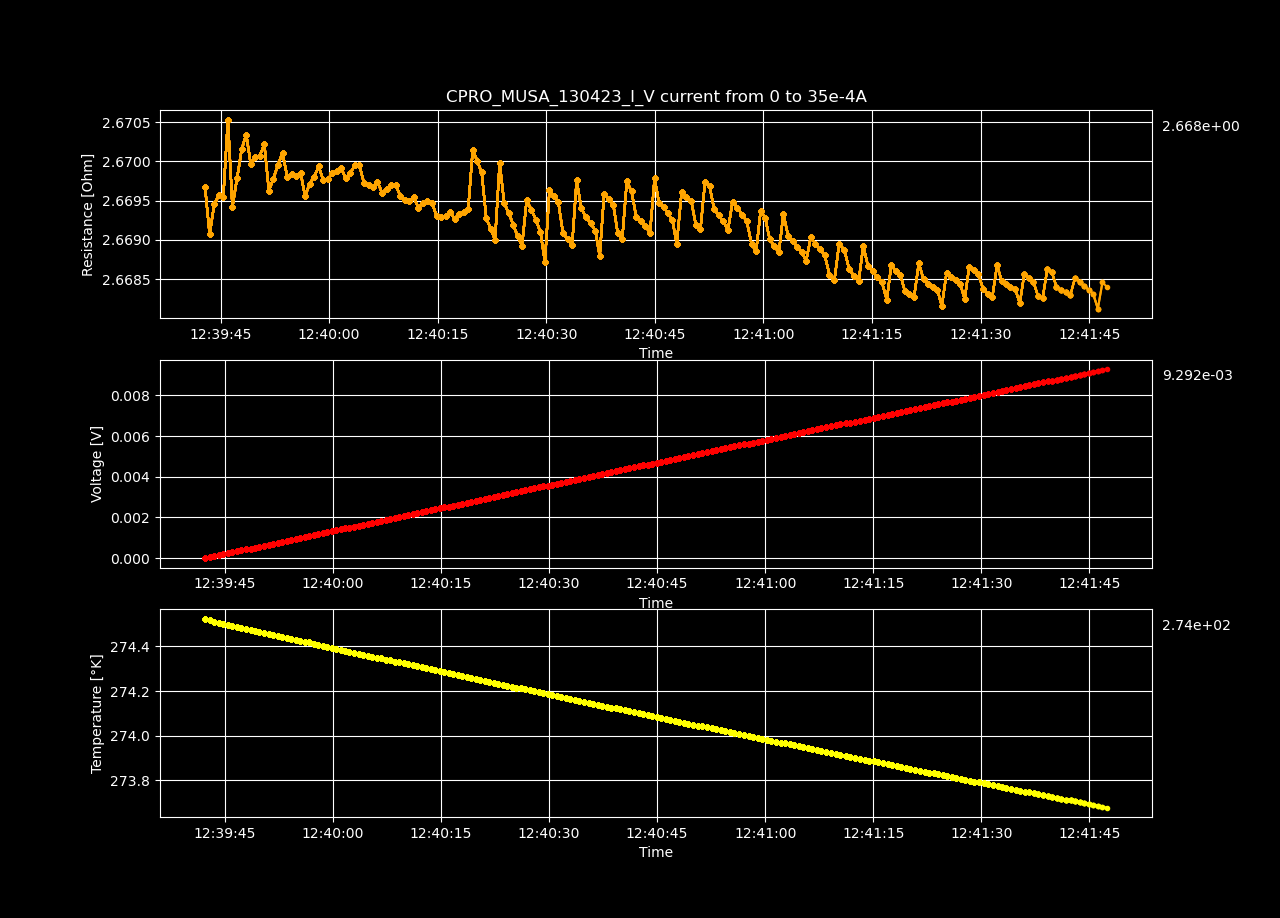 CPRO_MUSA_130423_I_V current from 0 to 35e-4A
2.668e+00
Resistance [Ohm]
2.6705
2.6700
2.6695
2.6690
2.6685
12:39:45 12:40:00 12:40:15 12:40:30 12:40:45 12:41:00 12:41:15 12:41:30 12:41:45
Time
9.292e-03
Voltage [V]
0.008
0.006
0.004
0.002
0.000
12:39:45 12:40:00 12:40:15 12:40:30 12:40:45 12:41:00 12:41:15 12:41:30 12:41:45
Time
2.74e+02
Temperature [°K]
274.4
274.2
274.0
273.8
12:39:45 12:40:00 12:40:15 12:40:30 12:40:45 12:41:00 12:41:15 12:41:30 12:41:45
Time